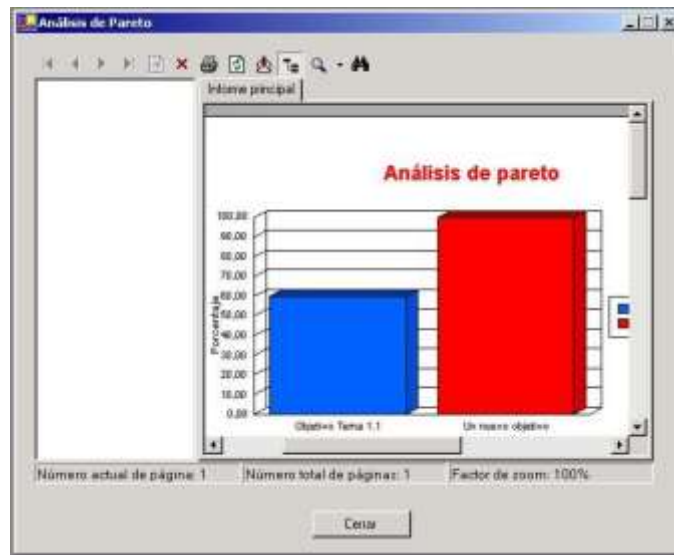 Análisis de Pareto
Informe principal
Análisis de pareto
100,00
90,00
80,00
70,00
60,00
50,00
40,00
30,00
20,00
10,00
0,00
Porcentaje
Objetivo Tema 1.1
Un nuevo objetivo
Número actual de página: 1
Número total de páginas: 1
Factor de zoom: 100%
Cerrar